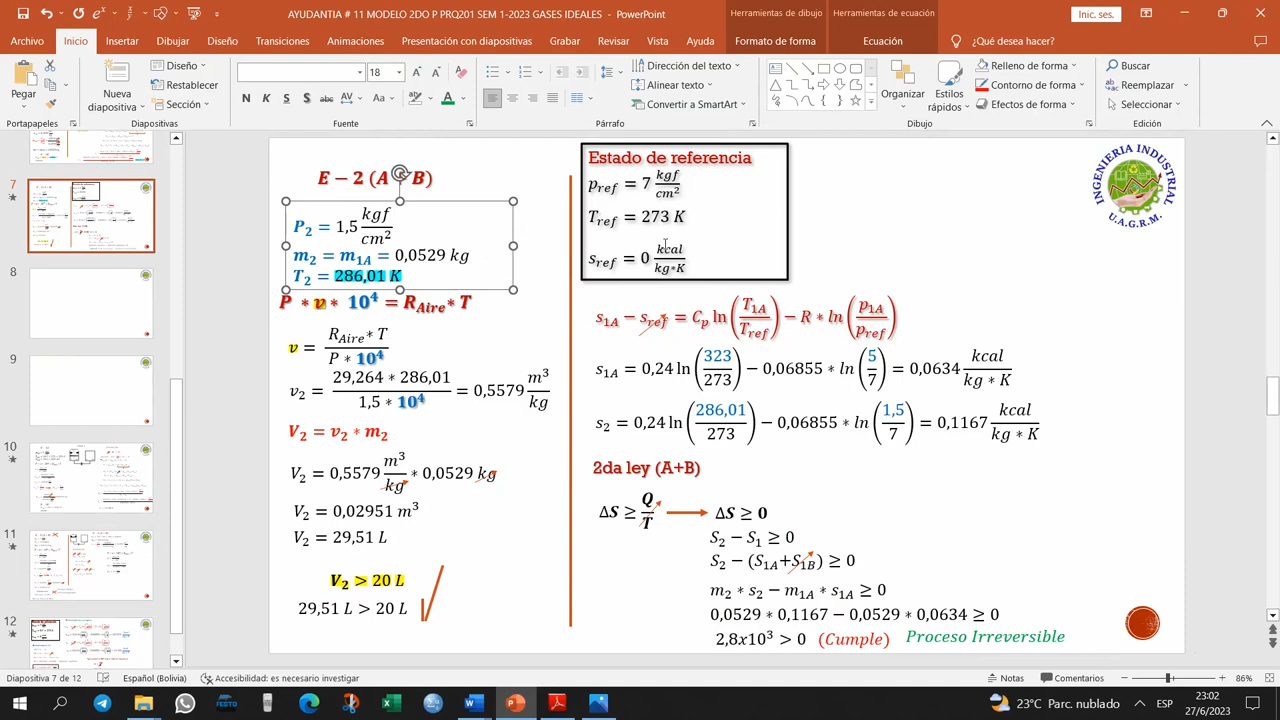 AYUDANTIA # 11 MODELO 2DO P PRQ201 SEM 1-2023 GASES IDEALES - PowerPoint
Herramientas de dibujo
Herramientas de ecuación
Inic. ses.
Archivo Inicio Insertar Dibujar Diseño Transiciones Animaciones Presentación con diapositivas Grabar Revisar Vista Ayuda Formato de forma Ecuación ¿Qué desea hacer?
Pegar
Nueva diapositiva
Diseño
Restablecer
Sección
18
N K S S abc AV Aa A
Dirección del texto
Alinear texto
Convertir a SmartArt
Organizar
Estilos rápidos
Relleno de forma
Contorno de forma
Efectos de forma
Buscar
Reemplazar
Seleccionar
Portapapeles Diapositivas Fuente Párrafo Dibujo Edición
7
8
9
10
11
12
E − 2 (A + B)
P₂ = 1,5 kgf/cm²
m₂ = m₁A = 0,0529 kg
T₂ = 286,01 K
P * v * 10⁴ = R_Aire * T
v = (R_Aire * T)/(P * 10⁴)
v₂ = (29,264 * 286,01)/(1,5 * 10⁴) = 0,5579 m³/kg
V₂ = v₂ * m₂
V₂ = 0,5579 m³/kg * 0,0529 kg
V₂ = 0,02951 m³
V₂ = 29,51 L
V₂ > 20 L
29,51 L > 20 L
Estado de referencia
p_ref = 7 kgf/cm²
T_ref = 273 K
s_ref = 0 kcal/kg*K
s₁A − s_ref = C_p ln(T₁A/T_ref) − R * ln(p₁A/p_ref)
s₁A = 0,24 ln(323/273) − 0,06855 * ln(5/7) = 0,0634 kcal/kg * K
s₂ = 0,24 ln(286,01/273) − 0,06855 * ln(1,5/7) = 0,1167 kcal/kg * K
2da ley (A+B)
ΔS ≥ Q/T → ΔS ≥ 0
S₂ − S₁ ≥ 0
S₂ − (S₁A+S₁B) ≥ 0
m₂ * s₂ − m₁A * s₁A ≥ 0
0,0529 * 0,1167 − 0,0529 * 0,0634 ≥ 0
2,8x10³ > 0 (Cumple) Proceso Irreversible
INGENIERIA INDUSTRIAL
U.A.G.R.M.
Diapositiva 7 de 12 Español (Bolivia) Accesibilidad: es necesario investigar
Notas Comentarios 86%
FESTO
23°C Parc. nublado
ESP
23:02
27/6/2023